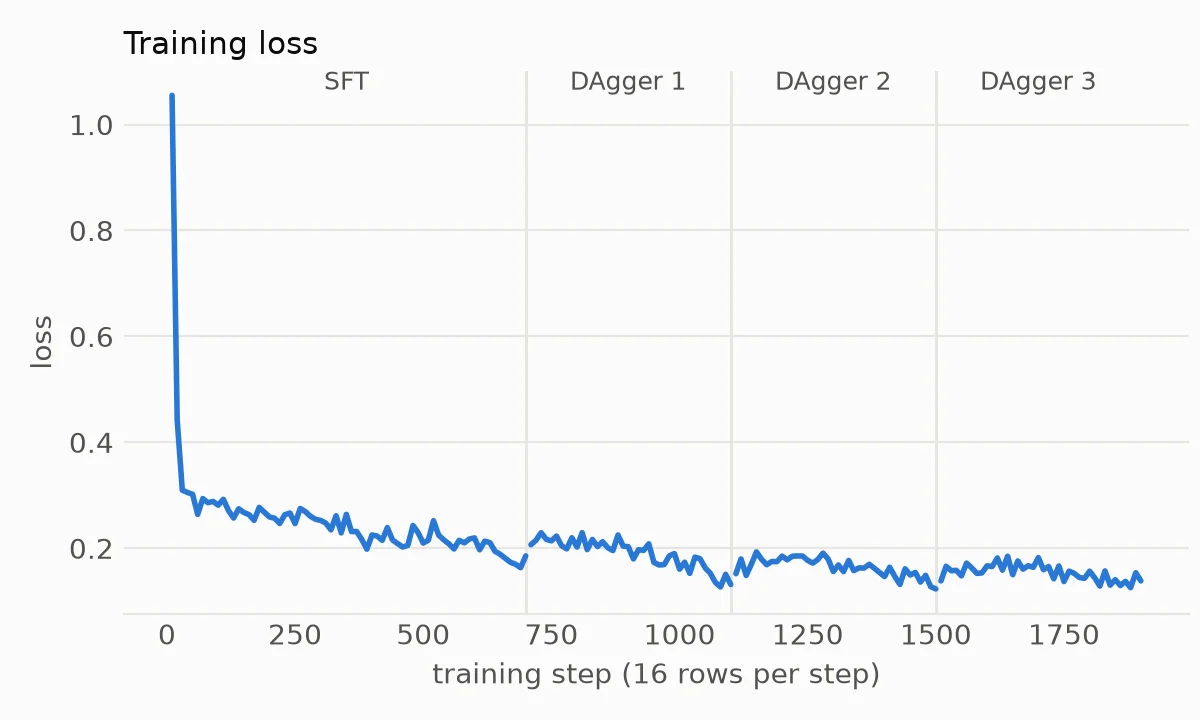 Training loss
SFT DAgger 1 DAgger 2 DAgger 3
1.0
0.8
0.6
0.4
0.2
loss
0 250 500 750 1000 1250 1500 1750
training step (16 rows per step)